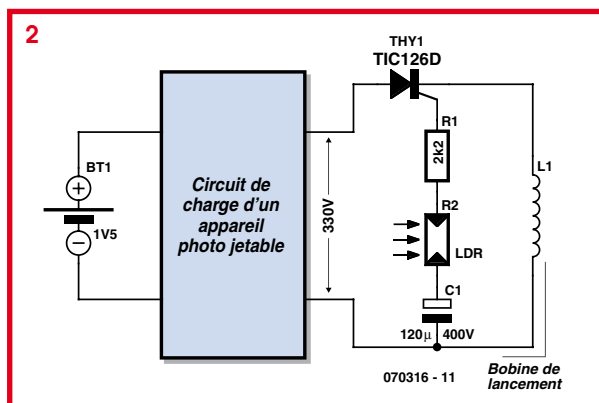 2
THY1
TIC126D
R1
2k2
L1
BT1
+
1V5
−
Circuit de
charge d'un
appareil
photo jetable
330V
R2
LDR
C1
120µ 400V
070316 - 11
Bobine de
lancement